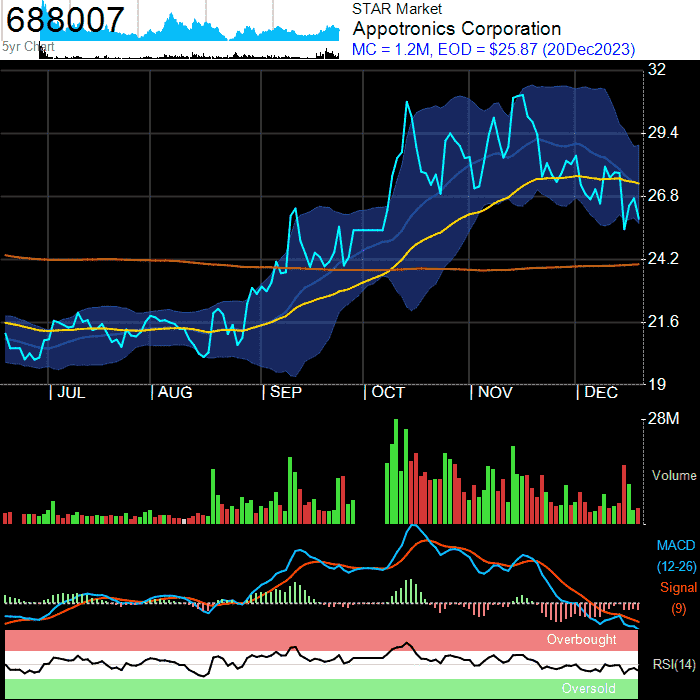 688007
5yr Chart
STAR Market
Appotronics Corporation
MC = 1.2M, EOD = $25.87 (20Dec2023)
32
29.4
26.8
24.2
21.6
19
| JUL | AUG | SEP | OCT | NOV | DEC
28M
Volume
MACD
(12-26)
Signal
(9)
Overbought
RSI(14)
Oversold